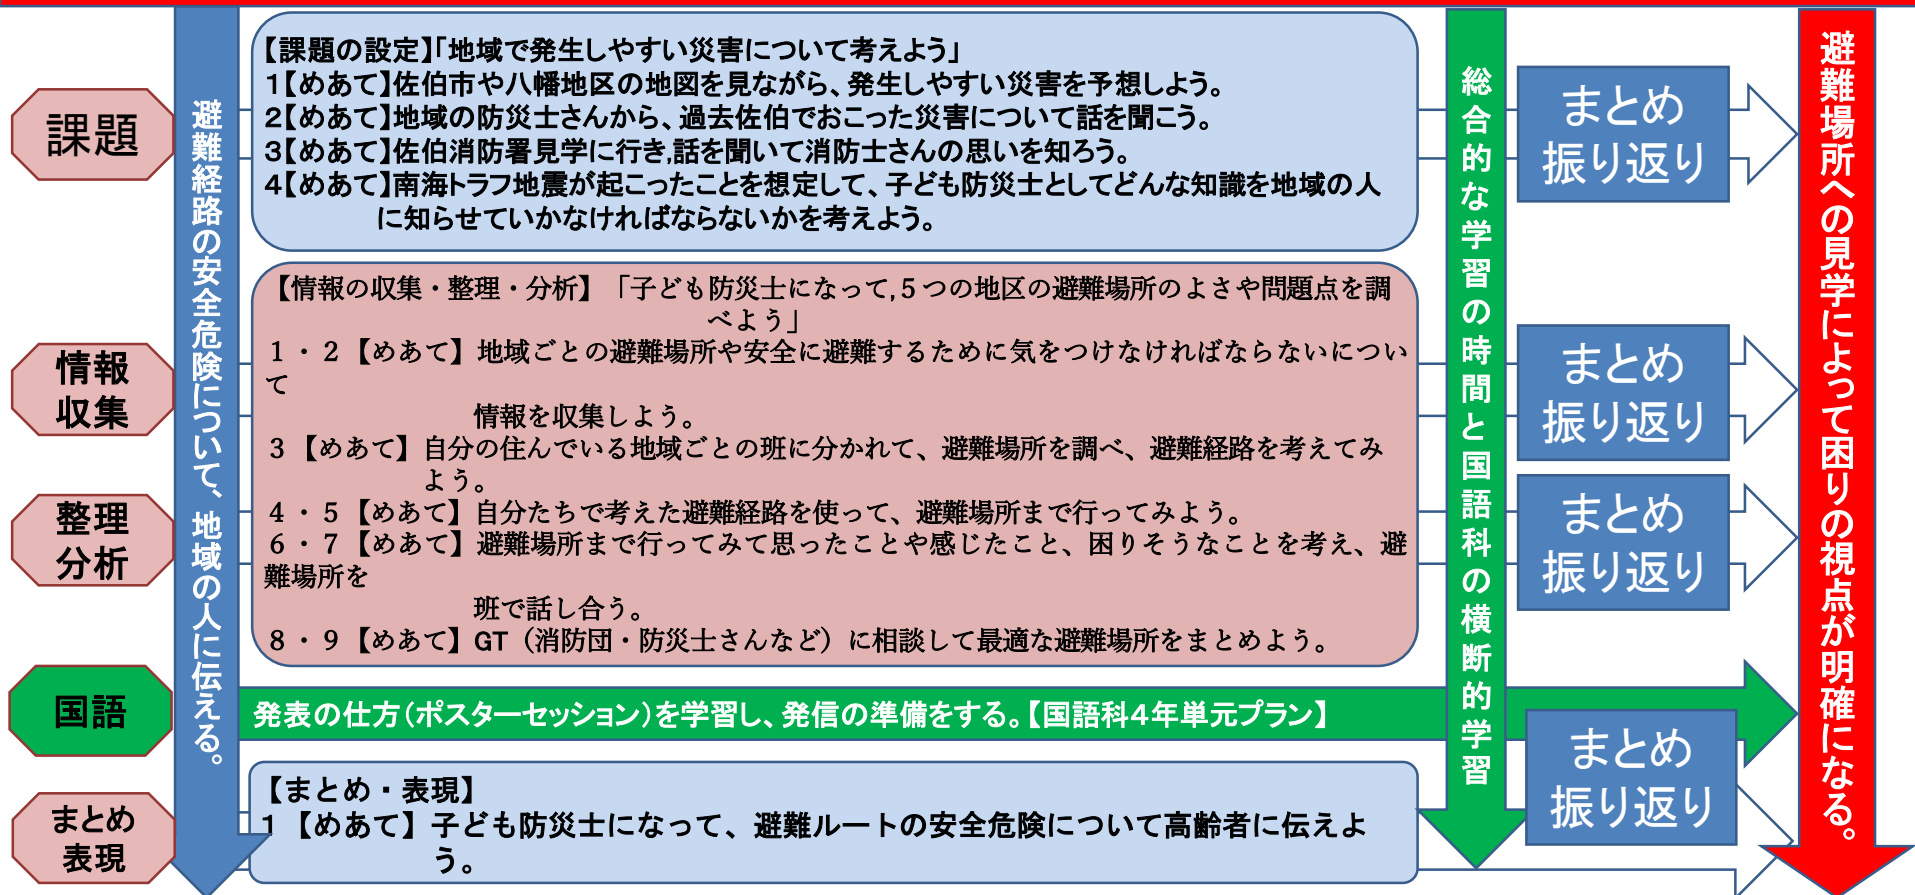 課題
避難経路の安全危険について、地域の人に伝える。
【課題の設定】「地域で発生しやすい災害について考えよう」
1【めあて】佐伯市や八幡地区の地図を見ながら、発生しやすい災害を予想しよう。
2【めあて】地域の防災士さんから、過去佐伯でおこった災害について話を聞こう。
3【めあて】佐伯消防署見学に行き,話を聞いて消防士さんの思いを知ろう。
4【めあて】南海トラフ地震が起こったことを想定して、子ども防災士としてどんな知識を地域の人
に知らせていかなければならないかを考えよう。
総合的な学習の時間と国語科の横断的学習
まとめ
振り返り
避難場所への見学によって困りの視点が明確になる。
情報
収集
整理
分析
【情報の収集・整理・分析】「子ども防災士になって,５つの地区の避難場所のよさや問題点を調
べよう」
１・２【めあて】地域ごとの避難場所や安全に避難するために気をつけなければならないについ
て
情報を収集しよう。
３【めあて】自分の住んでいる地域ごとの班に分かれて、避難場所を調べ、避難経路を考えてみ
よう。
４・５【めあて】自分たちで考えた避難経路を使って、避難場所まで行ってみよう。
６・７【めあて】避難場所まで行ってみて思ったことや感じたこと、困りそうなことを考え、避
難場所を
班で話し合う。
８・９【めあて】GT（消防団・防災士さんなど）に相談して最適な避難場所をまとめよう。
まとめ
振り返り
まとめ
振り返り
国語
発表の仕方(ポスターセッション)を学習し、発信の準備をする。【国語科４年単元プラン】
まとめ
表現
【まとめ・表現】
１【めあて】子ども防災士になって、避難ルートの安全危険について高齢者に伝えよ
う。
まとめ
振り返り